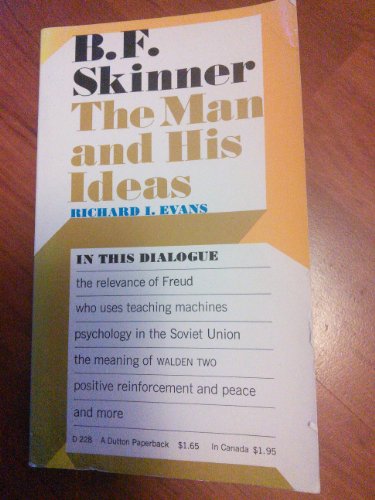 B.F.
Skinner
The Man
and His
Ideas
RICHARD I. EVANS
IN THIS DIALOGUE
the relevance of Freud
who uses teaching machines
psychology in the Soviet Union
the meaning of WALDEN TWO
positive reinforcement and peace
and more
D 228 A Dutton Paperback $1.65 In Canada $1.95